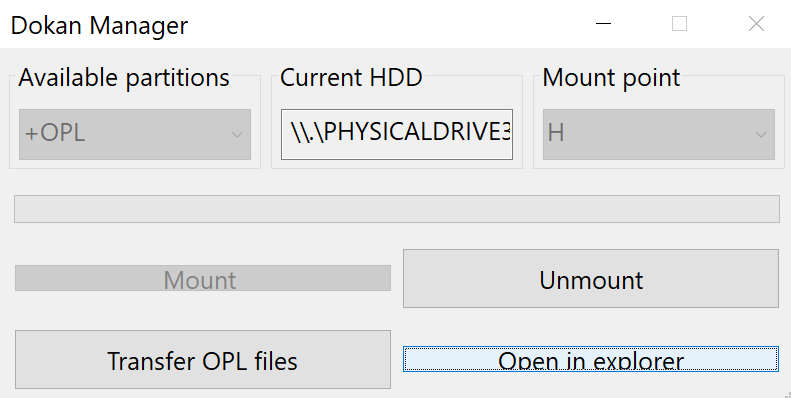 Dokan Manager
Available partitions
Current HDD
Mount point
+OPL
\\.\PHYSICALDRIVE3
H
Mount
Unmount
Transfer OPL files
Open in explorer